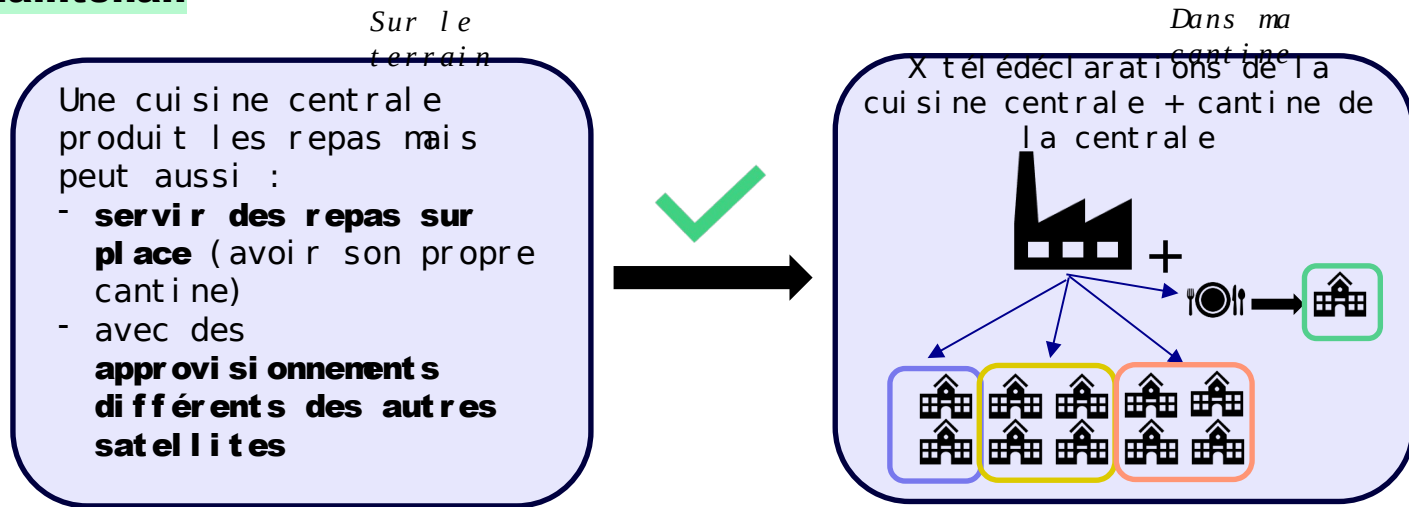 Sur le
terrain
Dans ma
cantine
Une cuisine centrale
produit les repas mais
peut aussi :
- servir des repas sur
place (avoir son propre
cantine)
- avec des
approvisionnements
différents des autres
satellites
X télédéclarations de la
cuisine centrale + cantine de
la centrale
+